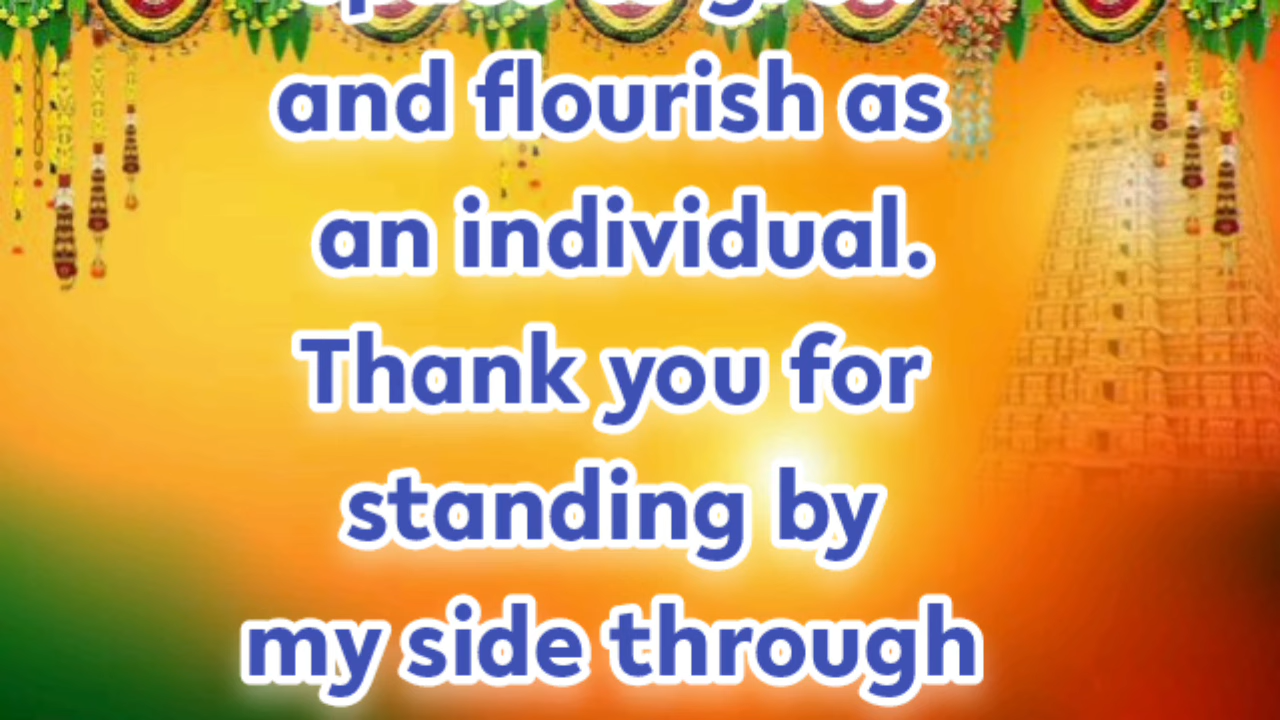 and flourish as
an individual.
Thank you for
standing by
my side through